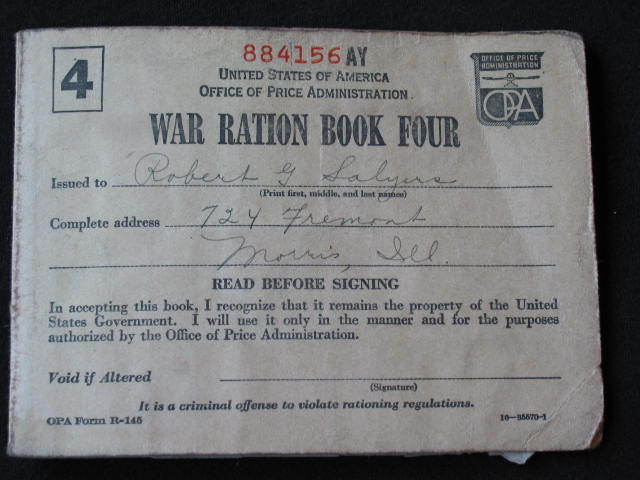 884156 AY
4
UNITED STATES OF AMERICA
OFFICE OF PRICE ADMINISTRATION
OFFICE OF PRICE
ADMINISTRATION
OPA
WAR RATION BOOK FOUR
Issued to Robert G Salyers
(Print first, middle, and last names)
Complete address 724 Fremont
Morris, Ill.
READ BEFORE SIGNING
In accepting this book, I recognize that it remains the property of the United
States Government. I will use it only in the manner and for the purposes
authorized by the Office of Price Administration.
Void if Altered
(Signature)
It is a criminal offense to violate rationing regulations.
OPA Form R-145
16—35570-1